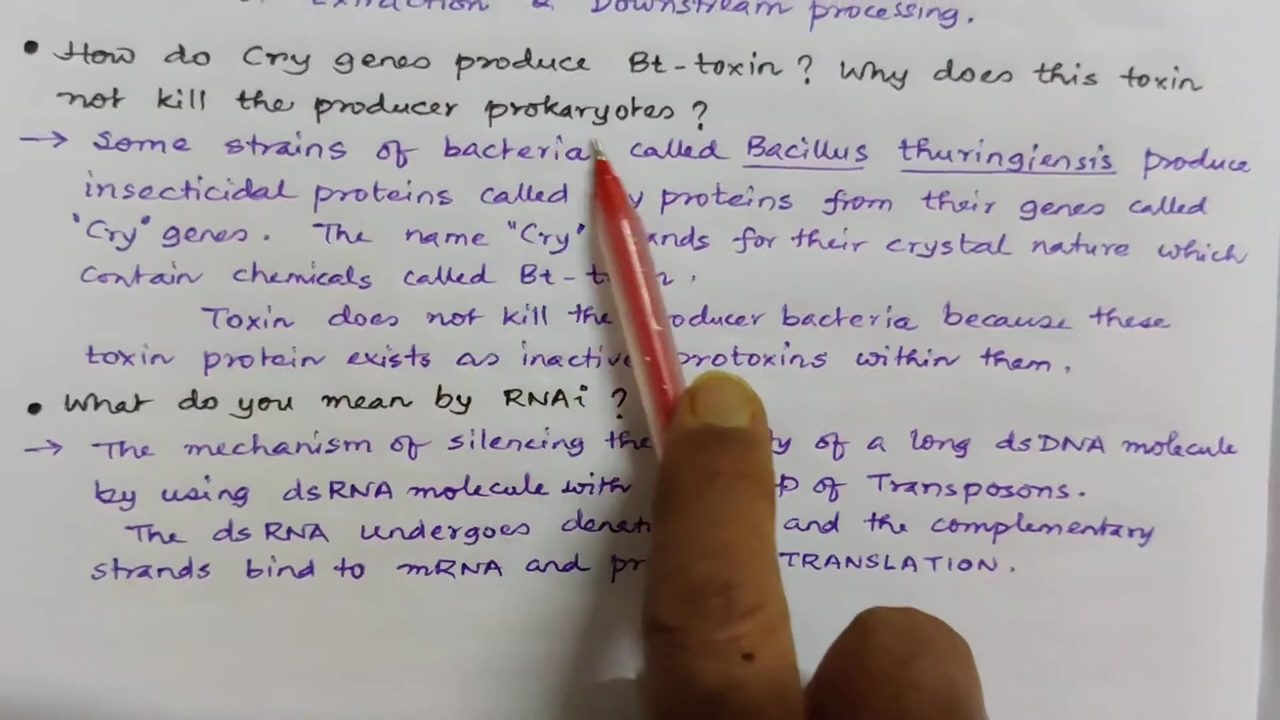 Extraction & Downstream processing.
• How do Cry genes produce Bt-toxin? Why does this toxin
not kill the producer prokaryotes?
→ Some strains of bacteria called Bacillus thuringiensis produce
insecticidal proteins called proteins from their genes called
"Cry" genes. The name "Cry" for their crystal nature which
contain chemicals called Bt-
Toxin does not kill the bacteria because these
toxin protein exists as inactive protoxins within them.
• What do you mean by RNAi?
→ The mechanism of silencing the of a long dsDNA molecule
by using dsRNA molecule with of Transposons.
The dsRNA undergoes and the complementary
strands bind to mRNA and TRANSLATION.